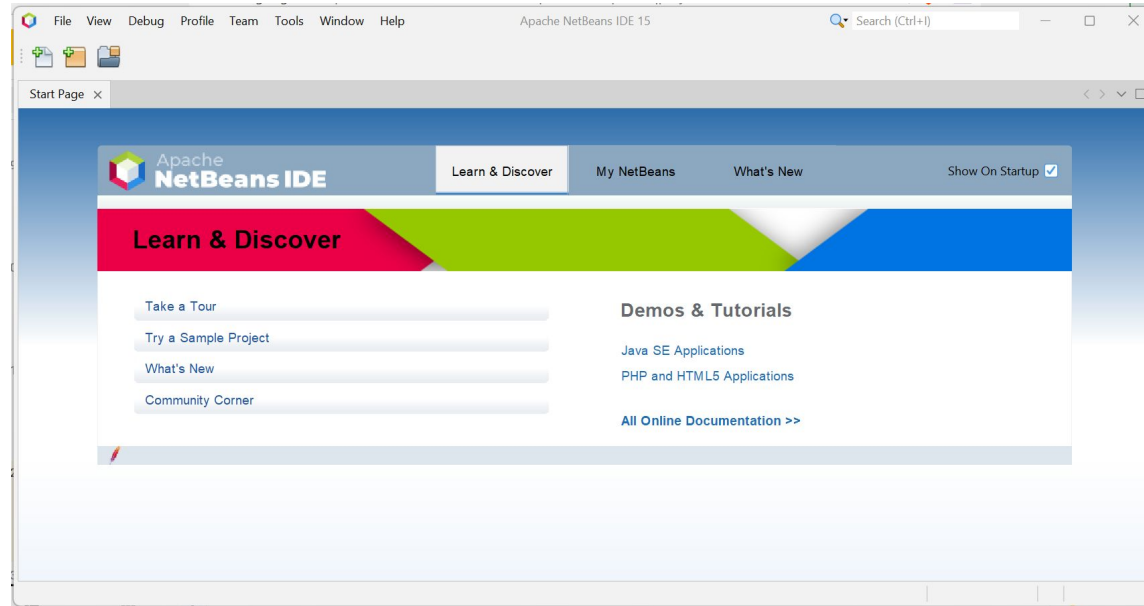 File View Debug Profile Team Tools Window Help Apache NetBeans IDE 15 Search (Ctrl+I)
Start Page
Apache
NetBeans IDE
Learn & Discover My NetBeans What's New Show On Startup
Learn & Discover
Take a Tour
Try a Sample Project
What's New
Community Corner
Demos & Tutorials
Java SE Applications
PHP and HTML5 Applications
All Online Documentation >>